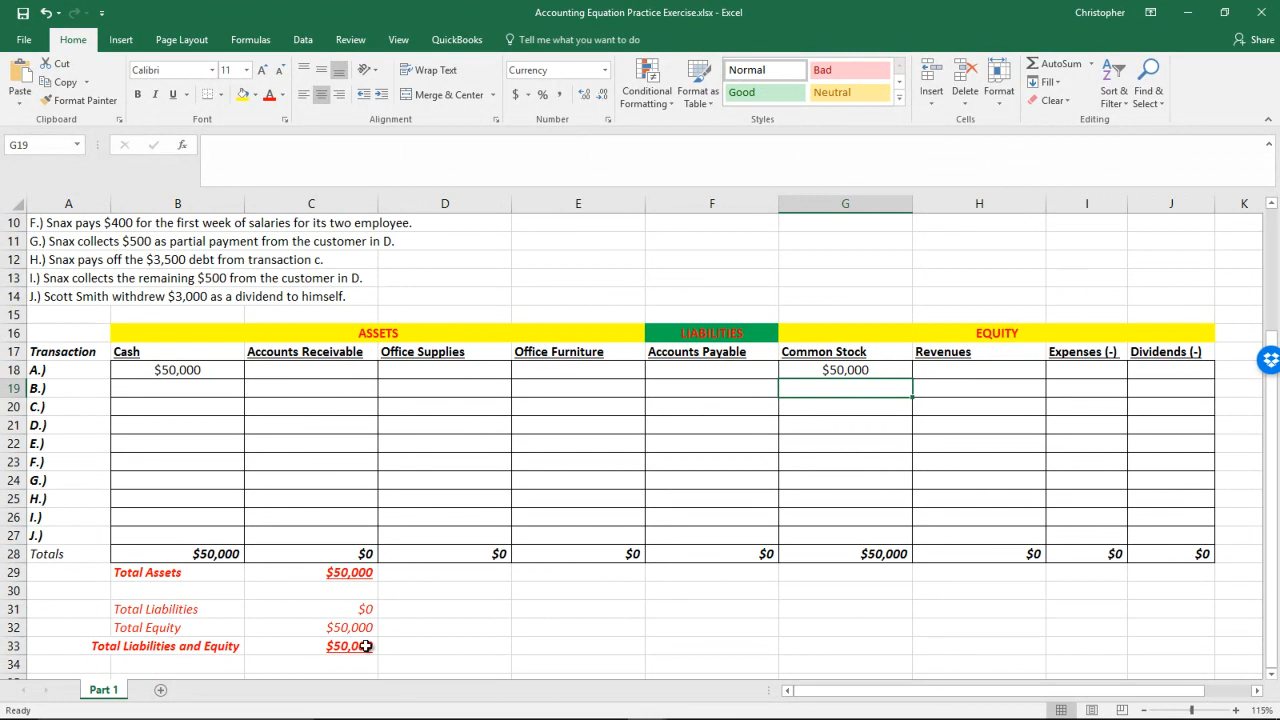 Accounting Equation Practice Exercise.xlsx - Excel
Christopher
File Home Insert Page Layout Formulas Data Review View QuickBooks Tell me what you want to do Share
Paste
Cut
Copy
Format Painter
Clipboard
Calibri 11
B I U
Font
Wrap Text
Merge & Center
Alignment
Currency
$ % ,
Number
Conditional Formatting
Format as Table
Normal Bad
Good Neutral
Styles
Insert Delete Format
Cells
AutoSum
Fill
Clear
Sort & Filter
Find & Select
Editing
G19 fx
A B C D E F G H I J K
10 F.) Snax pays $400 for the first week of salaries for its two employee.
11 G.) Snax collects $500 as partial payment from the customer in D.
12 H.) Snax pays off the $3,500 debt from transaction c.
13 I.) Snax collects the remaining $500 from the customer in D.
14 J.) Scott Smith withdrew $3,000 as a dividend to himself.
15
16 ASSETS LIABILITIES EQUITY
17 Transaction Cash Accounts Receivable Office Supplies Office Furniture Accounts Payable Common Stock Revenues Expenses (-) Dividends (-)
18 A.) $50,000 $50,000
19 B.)
20 C.)
21 D.)
22 E.)
23 F.)
24 G.)
25 H.)
26 I.)
27 J.)
28 Totals $50,000 $0 $0 $0 $0 $50,000 $0 $0 $0
29 Total Assets $50,000
30
31 Total Liabilities $0
32 Total Equity $50,000
33 Total Liabilities and Equity
34
Part 1
Ready 115%